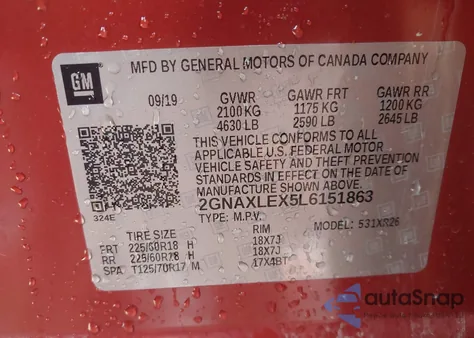 GM
MFD BY GENERAL MOTORS OF CANADA COMPANY
09/19 GVWR GAWR FRT GAWR RR
2100 KG 1175 KG 1200 KG
4630 LB 2590 LB 2645 LB
THIS VEHICLE CONFORMS TO ALL
APPLICABLE U.S. FEDERAL MOTOR
VEHICLE SAFETY AND THEFT PREVENTION
STANDARDS IN EFFECT ON THE DATE OF
MANUFACTURE SHOWN ABOVE.
2GNAXLEX5L6151863
324E TYPE: M.P.V. MODEL: 531XR26
TIRE SIZE RIM
FRT 225/60R18 H 18X7J
RR 225/60R18 H 18X7J
SPA T125/70R17 M 17X4BT
autoSnap